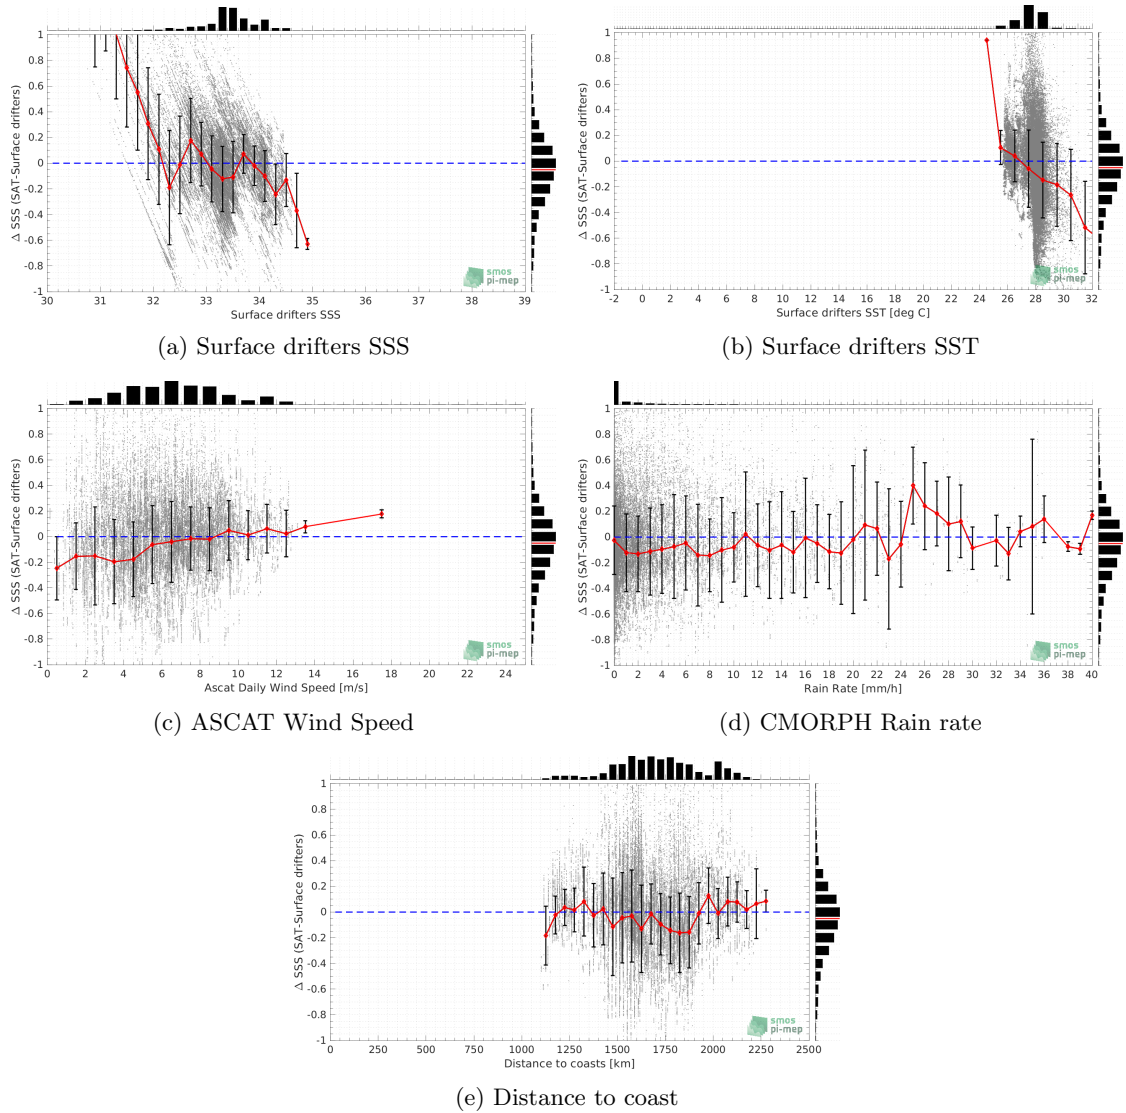 1
0.8
0.6
0.4
0.2
0
-0.2
-0.4
-0.6
-0.8
-1
Δ SSS (SAT-Surface drifters)
30 31 32 33 34 35 36 37 38 39
Surface drifters SSS
smos
pi-mep
(a) Surface drifters SSS
1
0.8
0.6
0.4
0.2
0
-0.2
-0.4
-0.6
-0.8
-1
Δ SSS (SAT-Surface drifters)
-2 0 2 4 6 8 10 12 14 16 18 20 22 24 26 28 30 32
Surface drifters SST [deg C]
smos
pi-mep
(b) Surface drifters SST
1
0.8
0.6
0.4
0.2
0
-0.2
-0.4
-0.6
-0.8
-1
Δ SSS (SAT-Surface drifters)
0 2 4 6 8 10 12 14 16 18 20 22 24
Ascat Daily Wind Speed [m/s]
smos
pi-mep
(c) ASCAT Wind Speed
1
0.8
0.6
0.4
0.2
0
-0.2
-0.4
-0.6
-0.8
-1
Δ SSS (SAT-Surface drifters)
0 2 4 6 8 10 12 14 16 18 20 22 24 26 28 30 32 34 36 38 40
Rain Rate [mm/h]
smos
pi-mep
(d) CMORPH Rain rate
1
0.8
0.6
0.4
0.2
0
-0.2
-0.4
-0.6
-0.8
-1
Δ SSS (SAT-Surface drifters)
0 250 500 750 1000 1250 1500 1750 2000 2250 2500
Distance to coasts [km]
smos
pi-mep
(e) Distance to coast